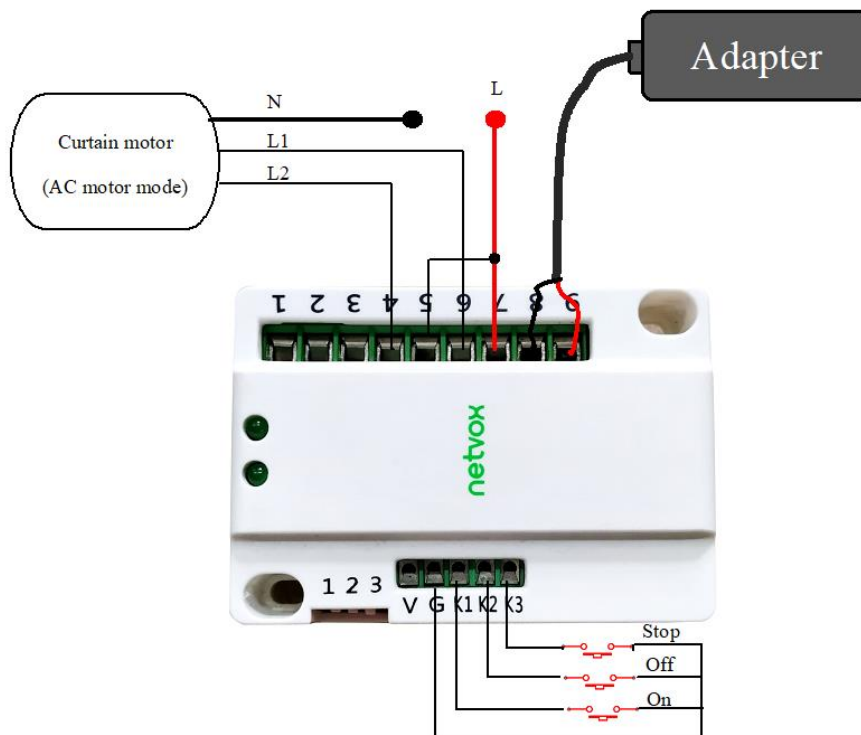 Adapter
N
L
Curtain motor
L1
(AC motor mode)
L2
1 2 3 4 5 6 7 8 9
netvox
1 2 3
V G K1 K2 K3
Stop
Off
On